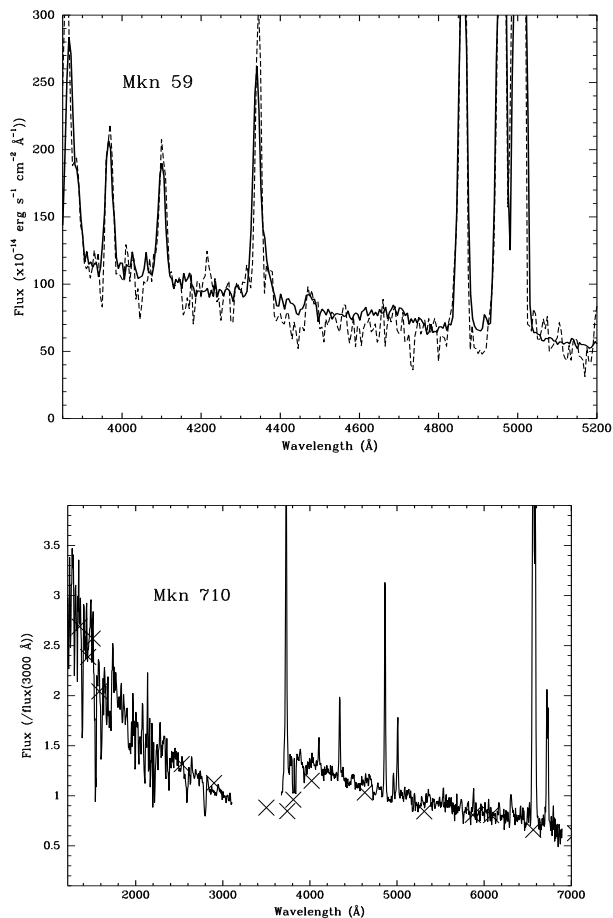 300
250
200
150
100
50
0
Flux (x10⁻¹⁴ erg s⁻¹ cm⁻² Å⁻¹))
Mkn 59
4000 4200 4400 4600 4800 5000 5200
Wavelength (Å)
3.5
3
2.5
2
1.5
1
0.5
Flux (/flux(3000 Å))
Mkn 710
2000 3000 4000 5000 6000 7000
Wavelength (Å)